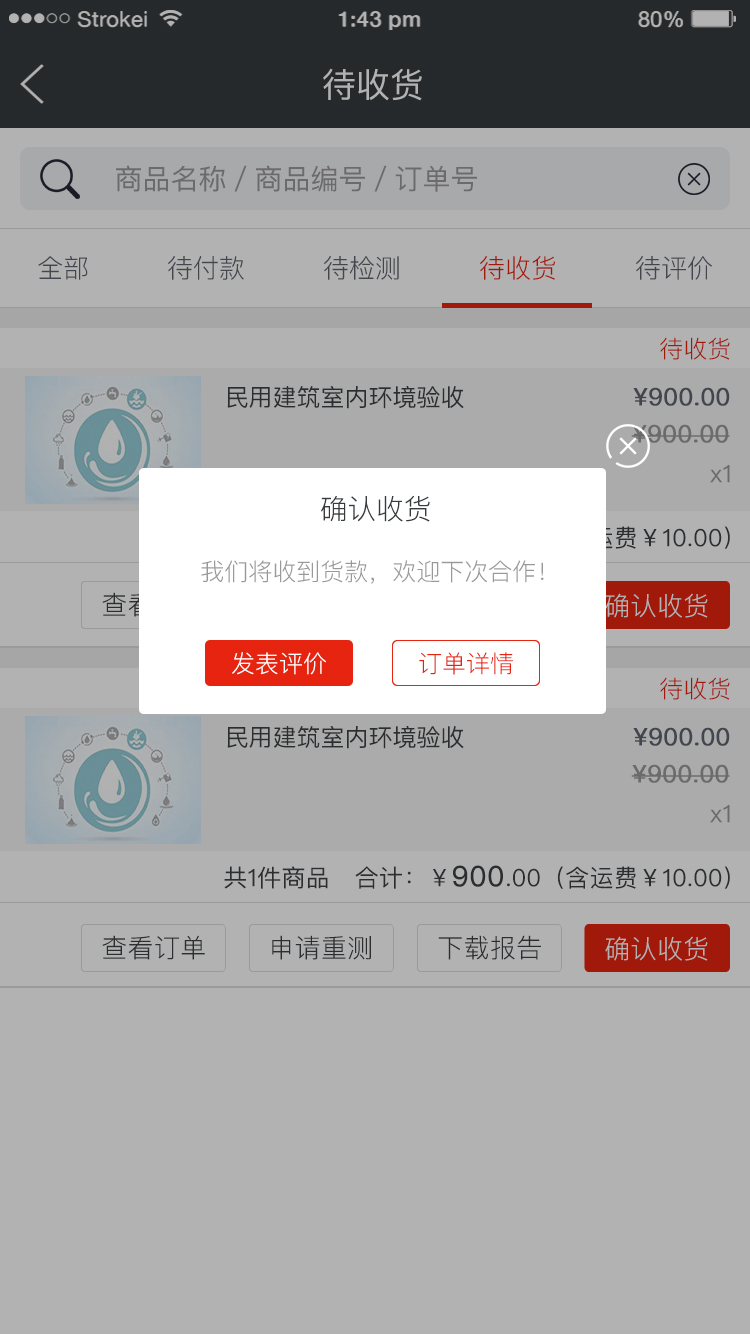 Strokei 1:43 pm 80%
待收货
商品名称 / 商品编号 / 订单号
全部 待付款 待检测 待收货 待评价
待收货
民用建筑室内环境验收 ¥900.00
¥900.00
x1
费￥10.00)
确认收货
我们将收到货款，欢迎下次合作！
查看
确认收货
发表评价 订单详情
待收货
民用建筑室内环境验收 ¥900.00
¥900.00
x1
共1件商品 合计：￥900.00（含运费￥10.00)
查看订单 申请重测 下载报告 确认收货